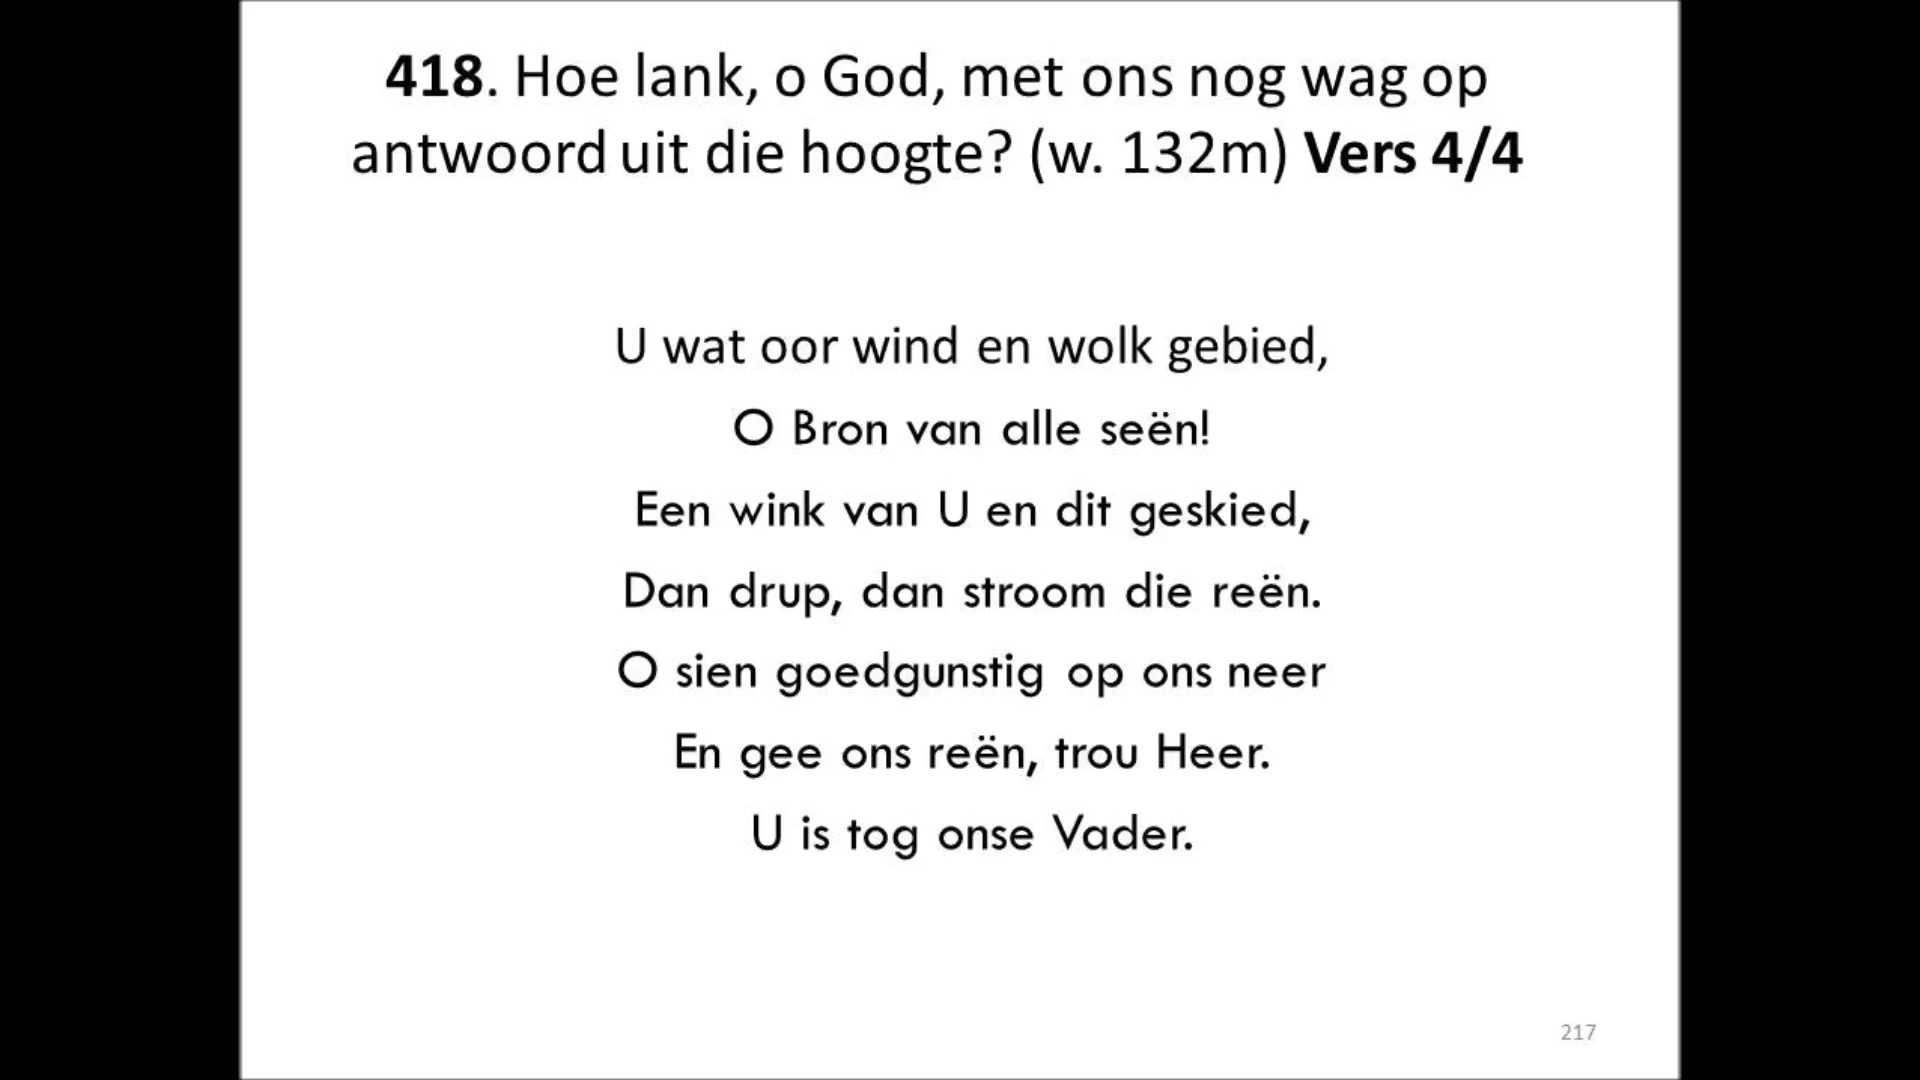 418. Hoe lank, o God, met ons nog wag op
antwoord uit die hoogte? (w. 132m) Vers 4/4
U wat oor wind en wolk gebied,
O Bron van alle seën!
Een wink van U en dit geskied,
Dan drup, dan stroom die reën.
O sien goedgunstig op ons neer
En gee ons reën, trou Heer.
U is tog onse Vader.
217